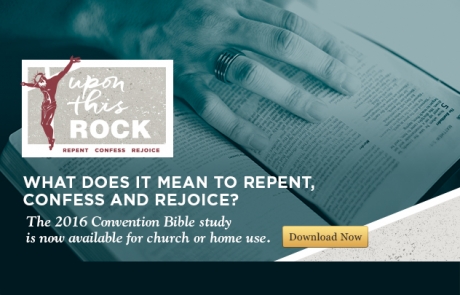 upon
this
ROCK
REPENT CONFESS REJOICE
WHAT DOES IT MEAN TO REPENT,
CONFESS AND REJOICE?
The 2016 Convention Bible study
is now available for church or home use.
Download Now